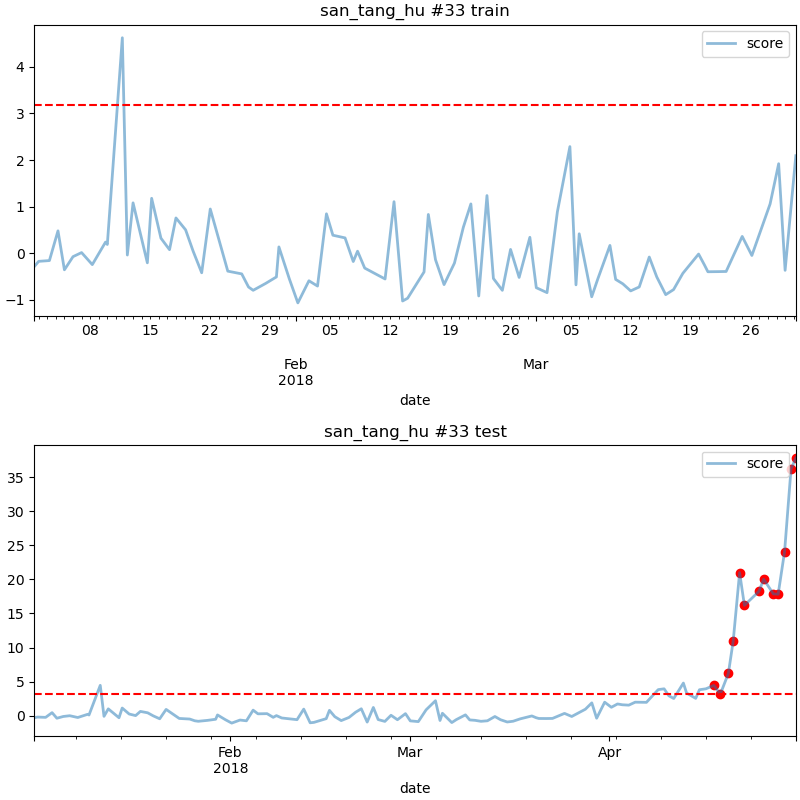 san_tang_hu #33 train
score
4
3
2
1
0
−1
08 15 22 29 05 12 19 26 05 12 19 26
Feb Mar
2018
date
san_tang_hu #33 test
score
35
30
25
20
15
10
5
0
Feb Mar Apr
2018
date